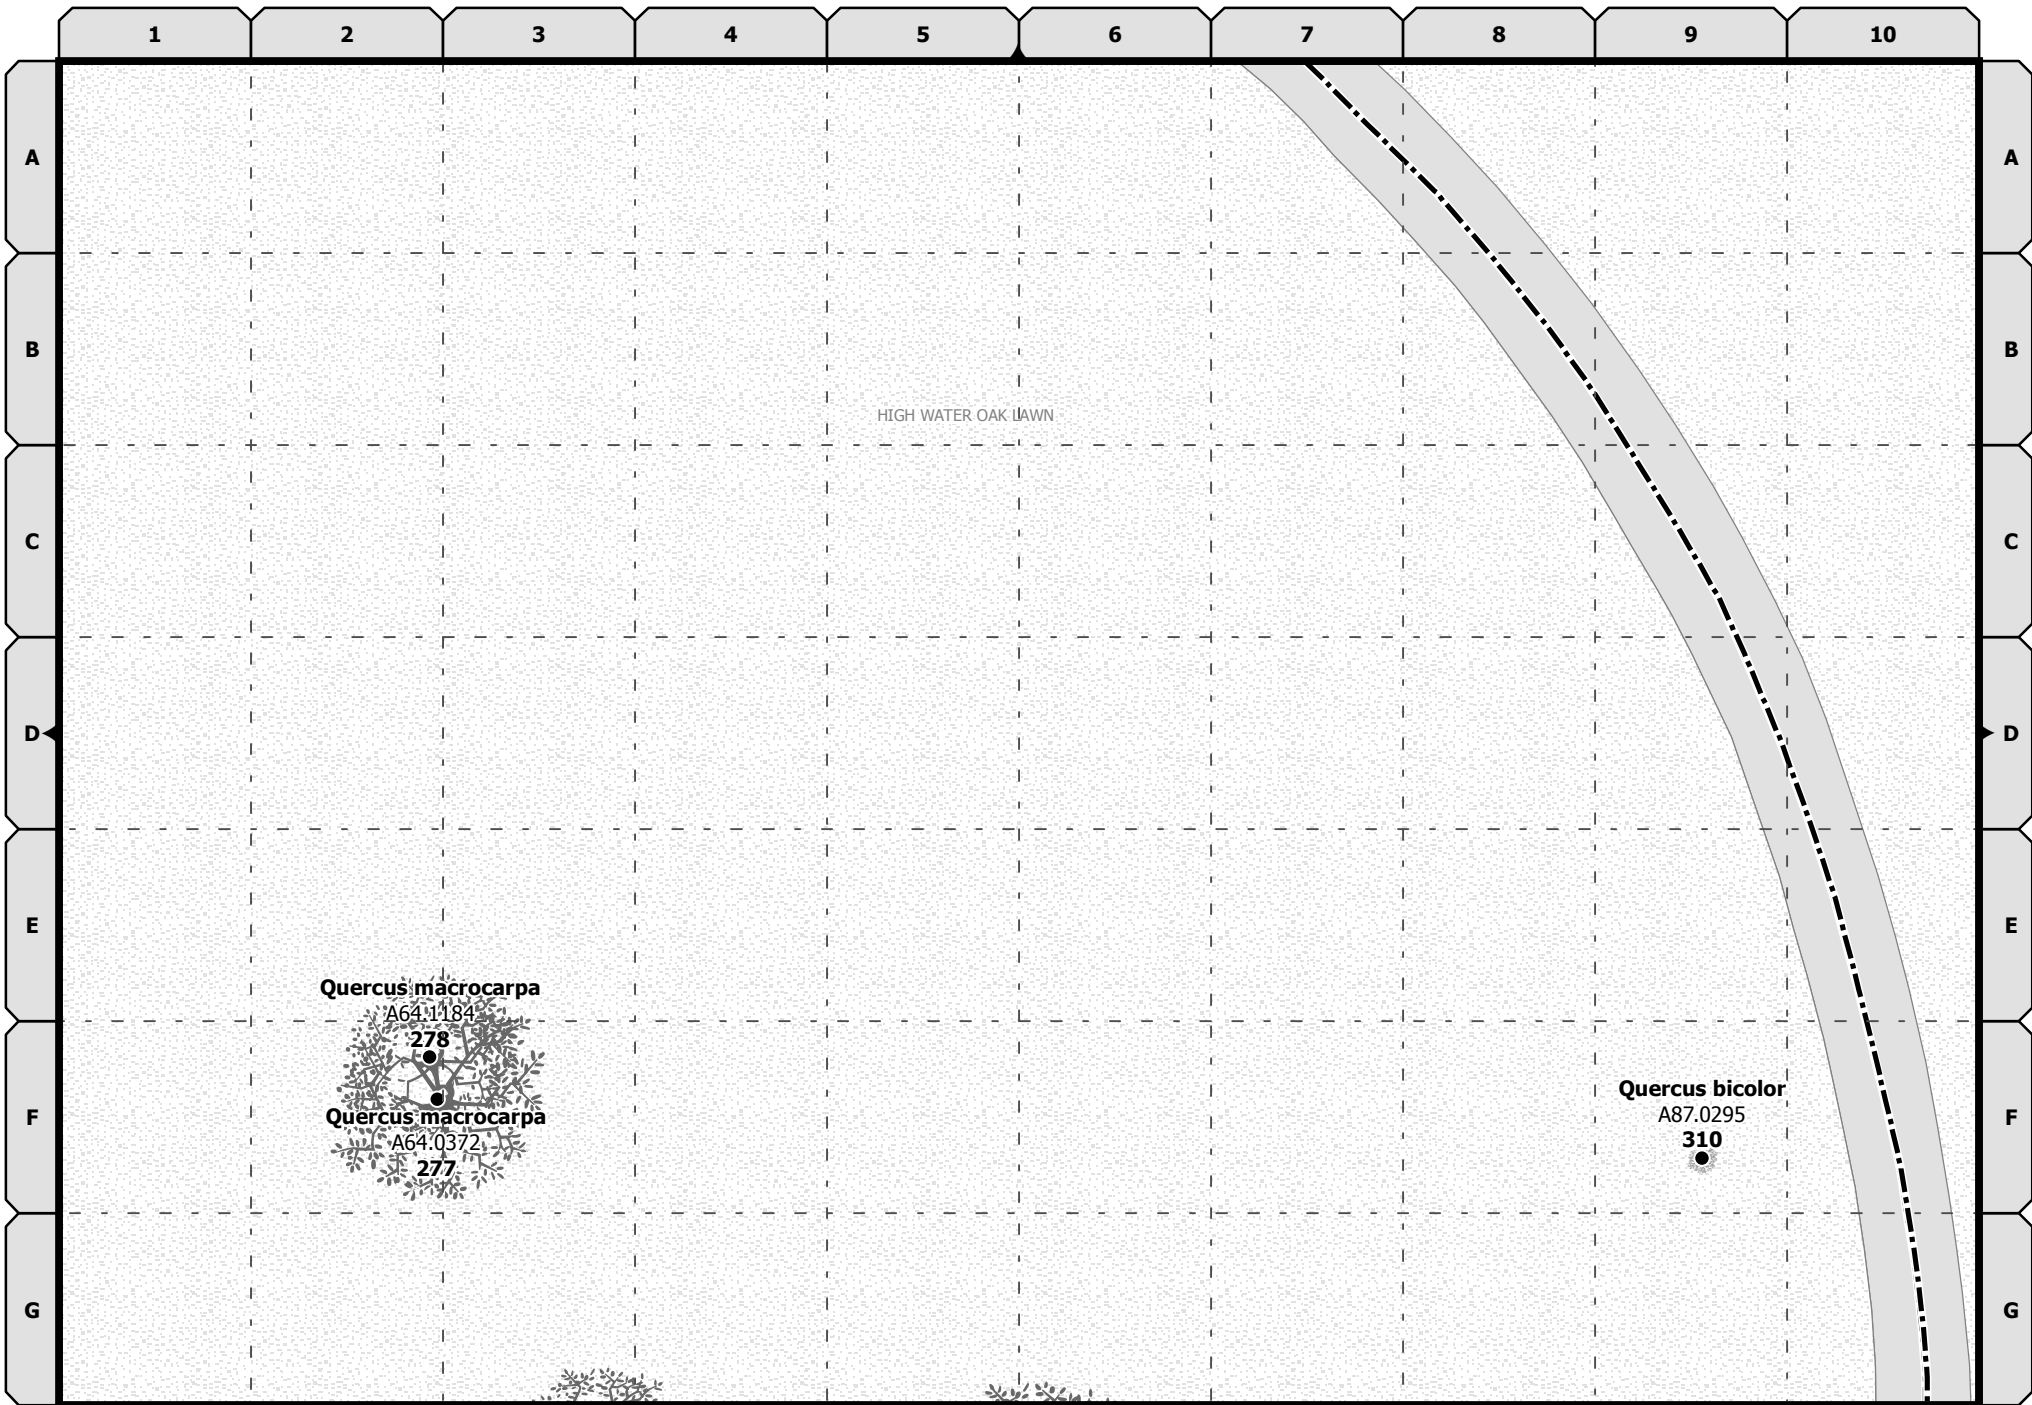 1 2 3 4 5 6 7 8 9 10
A A
B B
HIGH WATER OAK LAWN
C C
D D
E E
Quercus macrocarpa
A64.1184
278
Quercus macrocarpa
A64.0372
277
Quercus bicolor
A87.0295
310
F F
G G